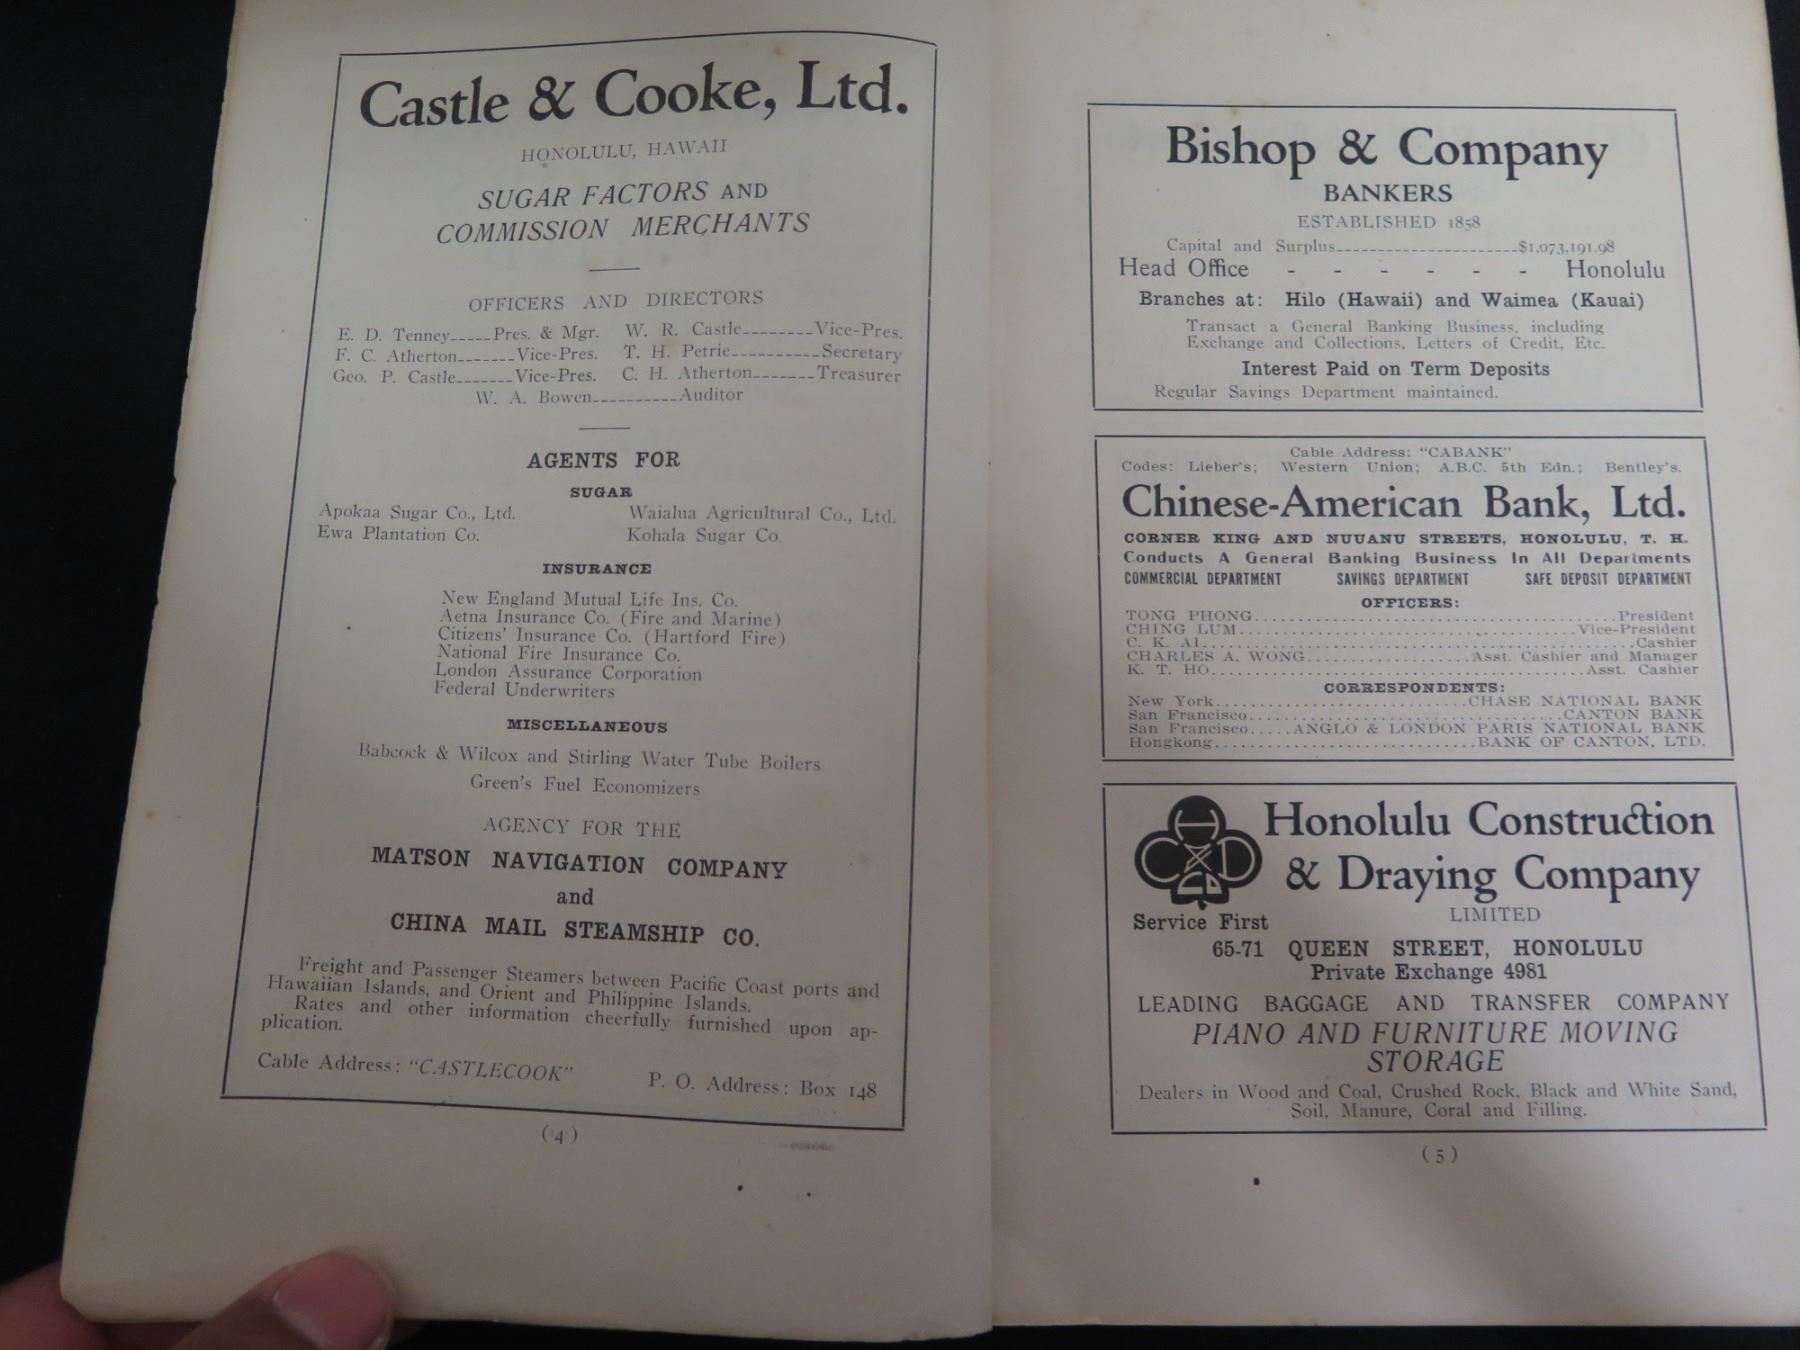 Castle & Cooke, Ltd.
HONOLULU, HAWAII
SUGAR FACTORS AND
COMMISSION MERCHANTS
OFFICERS AND DIRECTORS
E. D. Tenney-----Pres. & Mgr. W. R. Castle--------Vice-Pres.
F. C. Atherton-------Vice-Pres. T. H. Petrie----------Secretary
Geo. P. Castle-------Vice-Pres. C. H. Atherton-------Treasurer
W. A. Bowen----------Auditor
AGENTS FOR
SUGAR
Apokaa Sugar Co., Ltd. Waialua Agricultural Co., Ltd.
Ewa Plantation Co. Kohala Sugar Co.
INSURANCE
New England Mutual Life Ins. Co.
Aetna Insurance Co. (Fire and Marine)
Citizens' Insurance Co. (Hartford Fire)
National Fire Insurance Co.
London Assurance Corporation
Federal Underwriters
MISCELLANEOUS
Babcock & Wilcox and Stirling Water Tube Boilers
Green's Fuel Economizers
AGENCY FOR THE
MATSON NAVIGATION COMPANY
and
CHINA MAIL STEAMSHIP CO.
Freight and Passenger Steamers between Pacific Coast ports and
Hawaiian Islands, and Orient and Philippine Islands.
Rates and other information cheerfully furnished upon ap-
plication.
Cable Address: "CASTLECOOK"
P. O. Address: Box 148
(4)
Bishop & Company
BANKERS
ESTABLISHED 1858
Capital and Surplus--------------------$1,073,191.98
Head Office - - - - - - Honolulu
Branches at: Hilo (Hawaii) and Waimea (Kauai)
Transact a General Banking Business, including
Exchange and Collections, Letters of Credit, Etc.
Interest Paid on Term Deposits
Regular Savings Department maintained.
Cable Address: "CABANK"
Codes: Lieber's; Western Union; A.B.C. 5th Edn.; Bentley's.
Chinese-American Bank, Ltd.
CORNER KING AND NUUANU STREETS, HONOLULU, T. H.
Conducts A General Banking Business In All Departments
COMMERCIAL DEPARTMENT SAVINGS DEPARTMENT SAFE DEPOSIT DEPARTMENT
OFFICERS:
TONG PHONG........................................President
CHING LUM.....................................Vice-President
C. K. AI..............................................Cashier
CHARLES A. WONG.................Asst. Cashier and Manager
K. T. HO.......................................Asst. Cashier
CORRESPONDENTS:
New York..........................CHASE NATIONAL BANK
San Francisco.................................CANTON BANK
San Francisco.....ANGLO & LONDON PARIS NATIONAL BANK
Hongkong...........................BANK OF CANTON, LTD.
HCD
Honolulu Construction
& Draying Company
LIMITED
Service First
65-71 QUEEN STREET, HONOLULU
Private Exchange 4981
LEADING BAGGAGE AND TRANSFER COMPANY
PIANO AND FURNITURE MOVING
STORAGE
Dealers in Wood and Coal, Crushed Rock, Black and White Sand,
Soil, Manure, Coral and Filling.
(5)